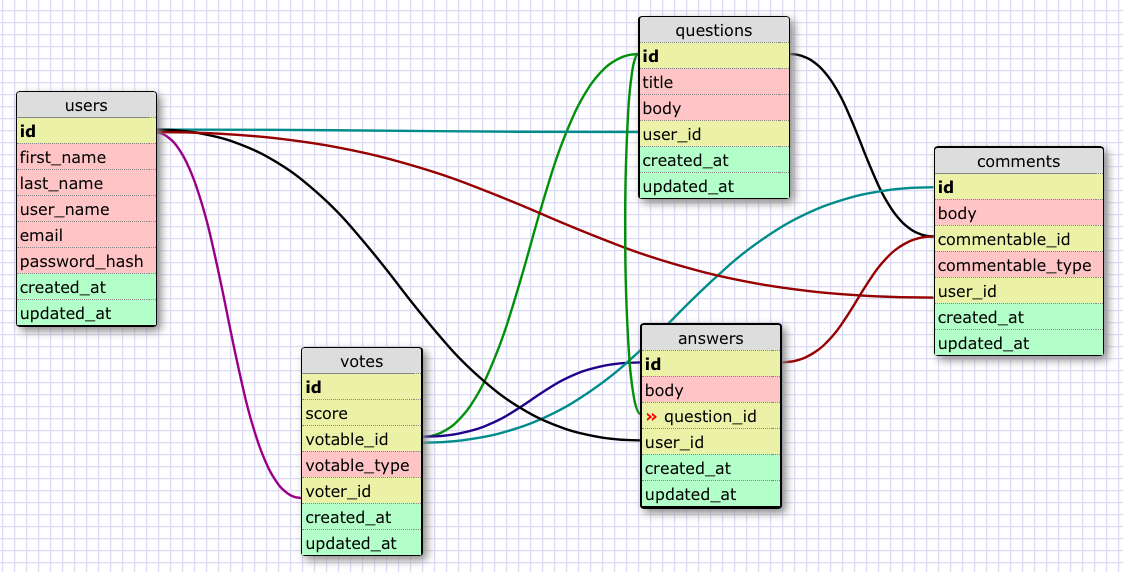 users
id
first_name
last_name
user_name
email
password_hash
created_at
updated_at
votes
id
score
votable_id
votable_type
voter_id
created_at
updated_at
questions
id
title
body
user_id
created_at
updated_at
answers
id
body
» question_id
user_id
created_at
updated_at
comments
id
body
commentable_id
commentable_type
user_id
created_at
updated_at